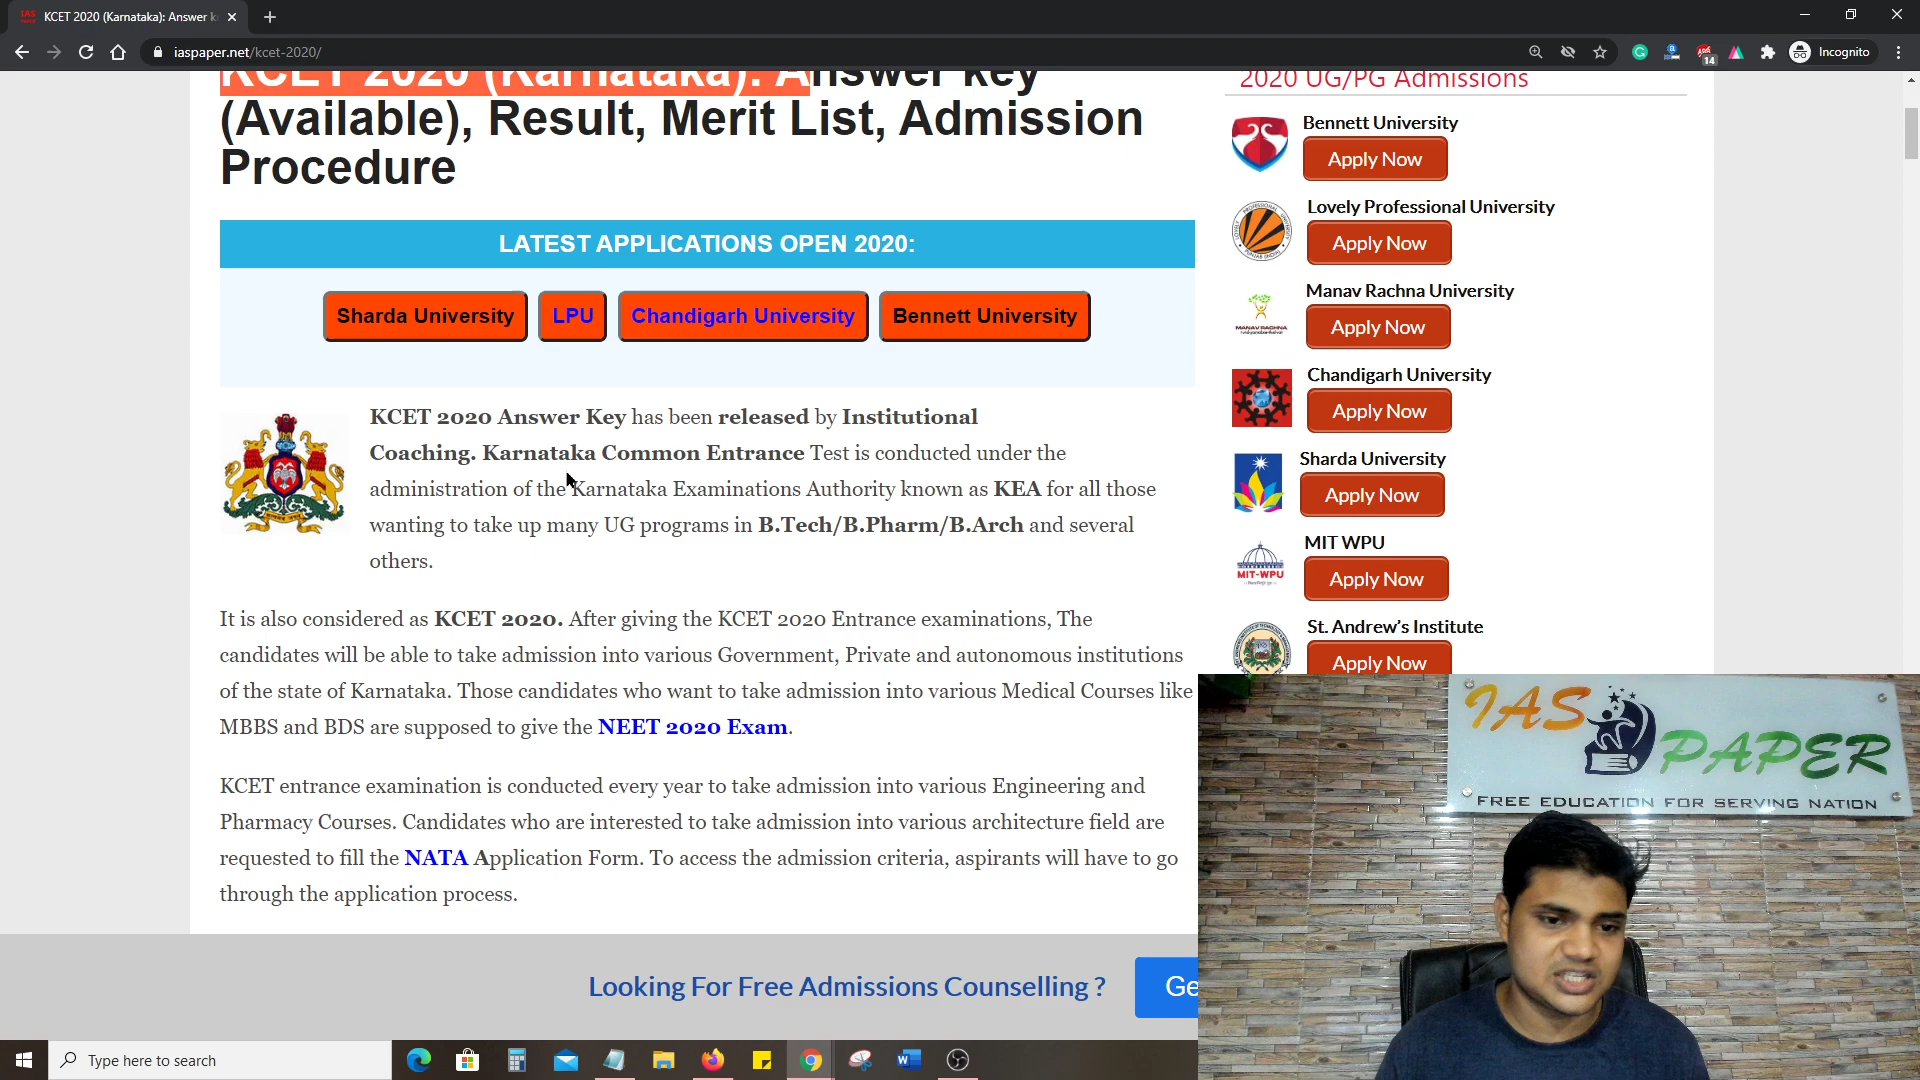 KCET 2020 (Karnataka): Answer k
iaspaper.net/kcet-2020/
14
Incognito
KCET 2020 (Karnataka): Answer key
(Available), Result, Merit List, Admission
Procedure
LATEST APPLICATIONS OPEN 2020:
Sharda University
LPU
Chandigarh University
Bennett University
KCET 2020 Answer Key has been released by Institutional
Coaching. Karnataka Common Entrance Test is conducted under the
administration of the Karnataka Examinations Authority known as KEA for all those
wanting to take up many UG programs in B.Tech/B.Pharm/B.Arch and several
others.
It is also considered as KCET 2020. After giving the KCET 2020 Entrance examinations, The
candidates will be able to take admission into various Government, Private and autonomous institutions
of the state of Karnataka. Those candidates who want to take admission into various Medical Courses like
MBBS and BDS are supposed to give the NEET 2020 Exam.
KCET entrance examination is conducted every year to take admission into various Engineering and
Pharmacy Courses. Candidates who are interested to take admission into various architecture field are
requested to fill the NATA Application Form. To access the admission criteria, aspirants will have to go
through the application process.
2020 UG/PG Admissions
Bennett University
Apply Now
Lovely Professional University
Apply Now
Manav Rachna University
Apply Now
MANAV RACHNA
Chandigarh University
Apply Now
Sharda University
Apply Now
MIT WPU
Apply Now
MIT-WPU
St. Andrew's Institute
Apply Now
Looking For Free Admissions Counselling ?
Ge
IAS
PAPER
FREE EDUCATION FOR SERVING NATION
Type here to search